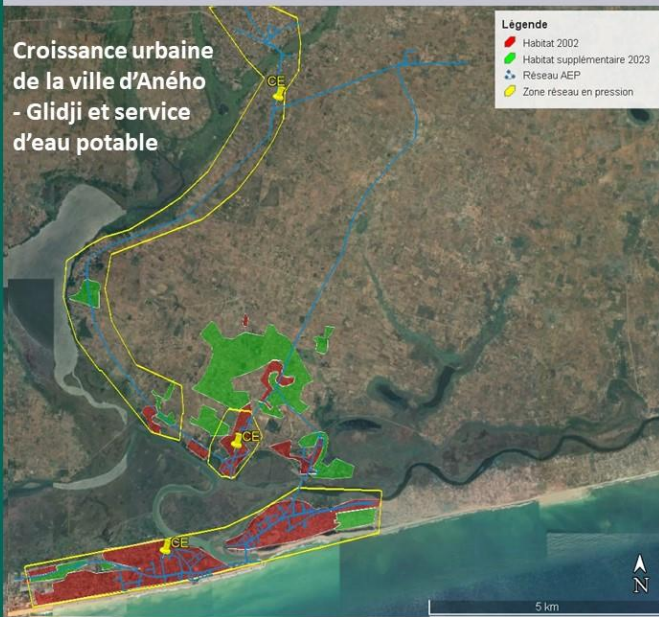 Croissance urbaine
de la ville d'Aného
- Glidji et service
d'eau potable
Légende
Habitat 2002
Habitat supplémentaire 2023
Réseau AEP
Zone réseau en pression
CE
CE
CE
N
5 km